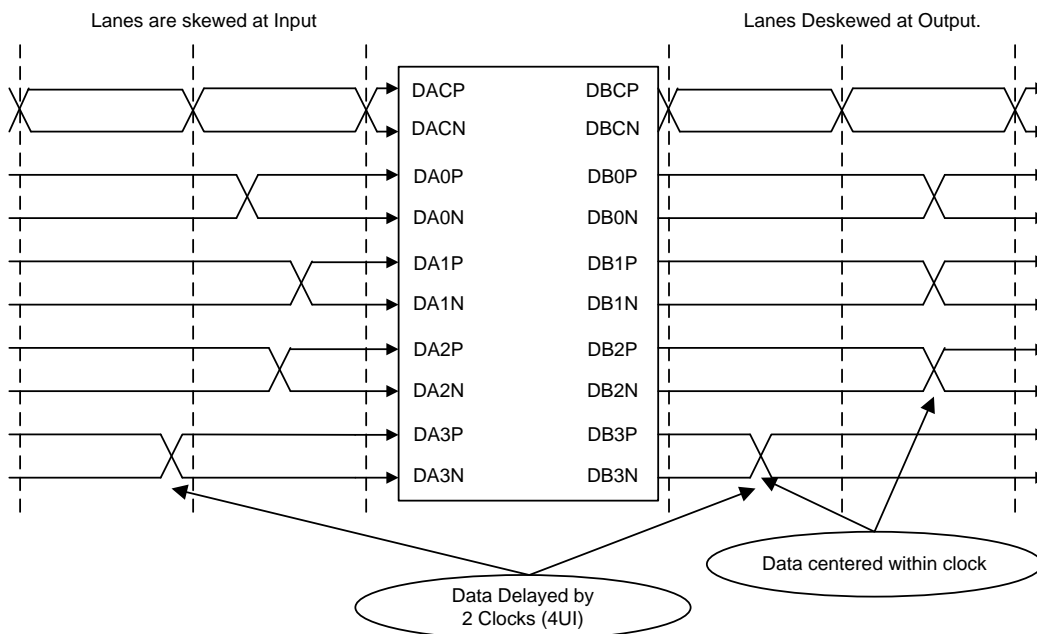 Lanes are skewed at Input
Lanes Deskewed at Output.
DACP
DBCP
DACN
DBCN
DA0P
DB0P
DA0N
DB0N
DA1P
DB1P
DA1N
DB1N
DA2P
DB2P
DA2N
DB2N
DA3P
DB3P
DA3N
DB3N
Data centered within clock
Data Delayed by
2 Clocks (4UI)